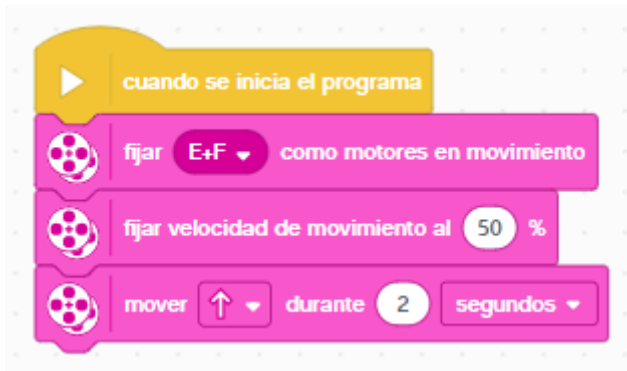 cuando se inicia el programa
fijar E+F como motores en movimiento
fijar velocidad de movimiento al 50 %
mover ↑ durante 2 segundos